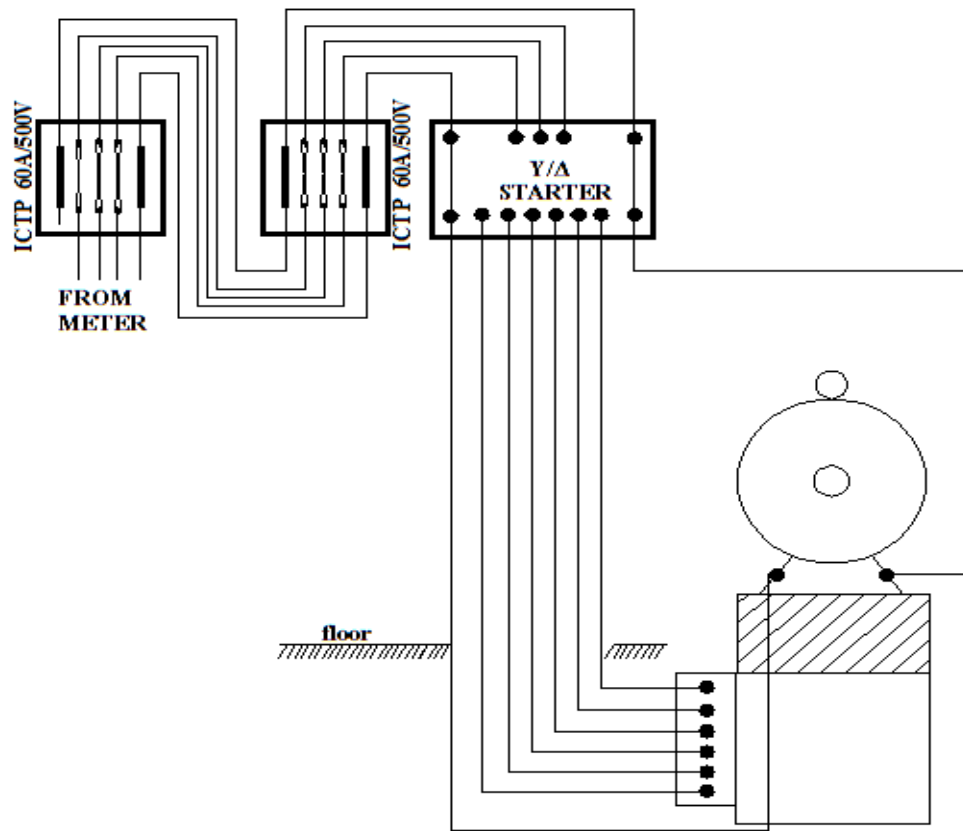 ICTP 60A/500V
ICTP 60A/500V
Y/Δ
STARTER
FROM
METER
floor